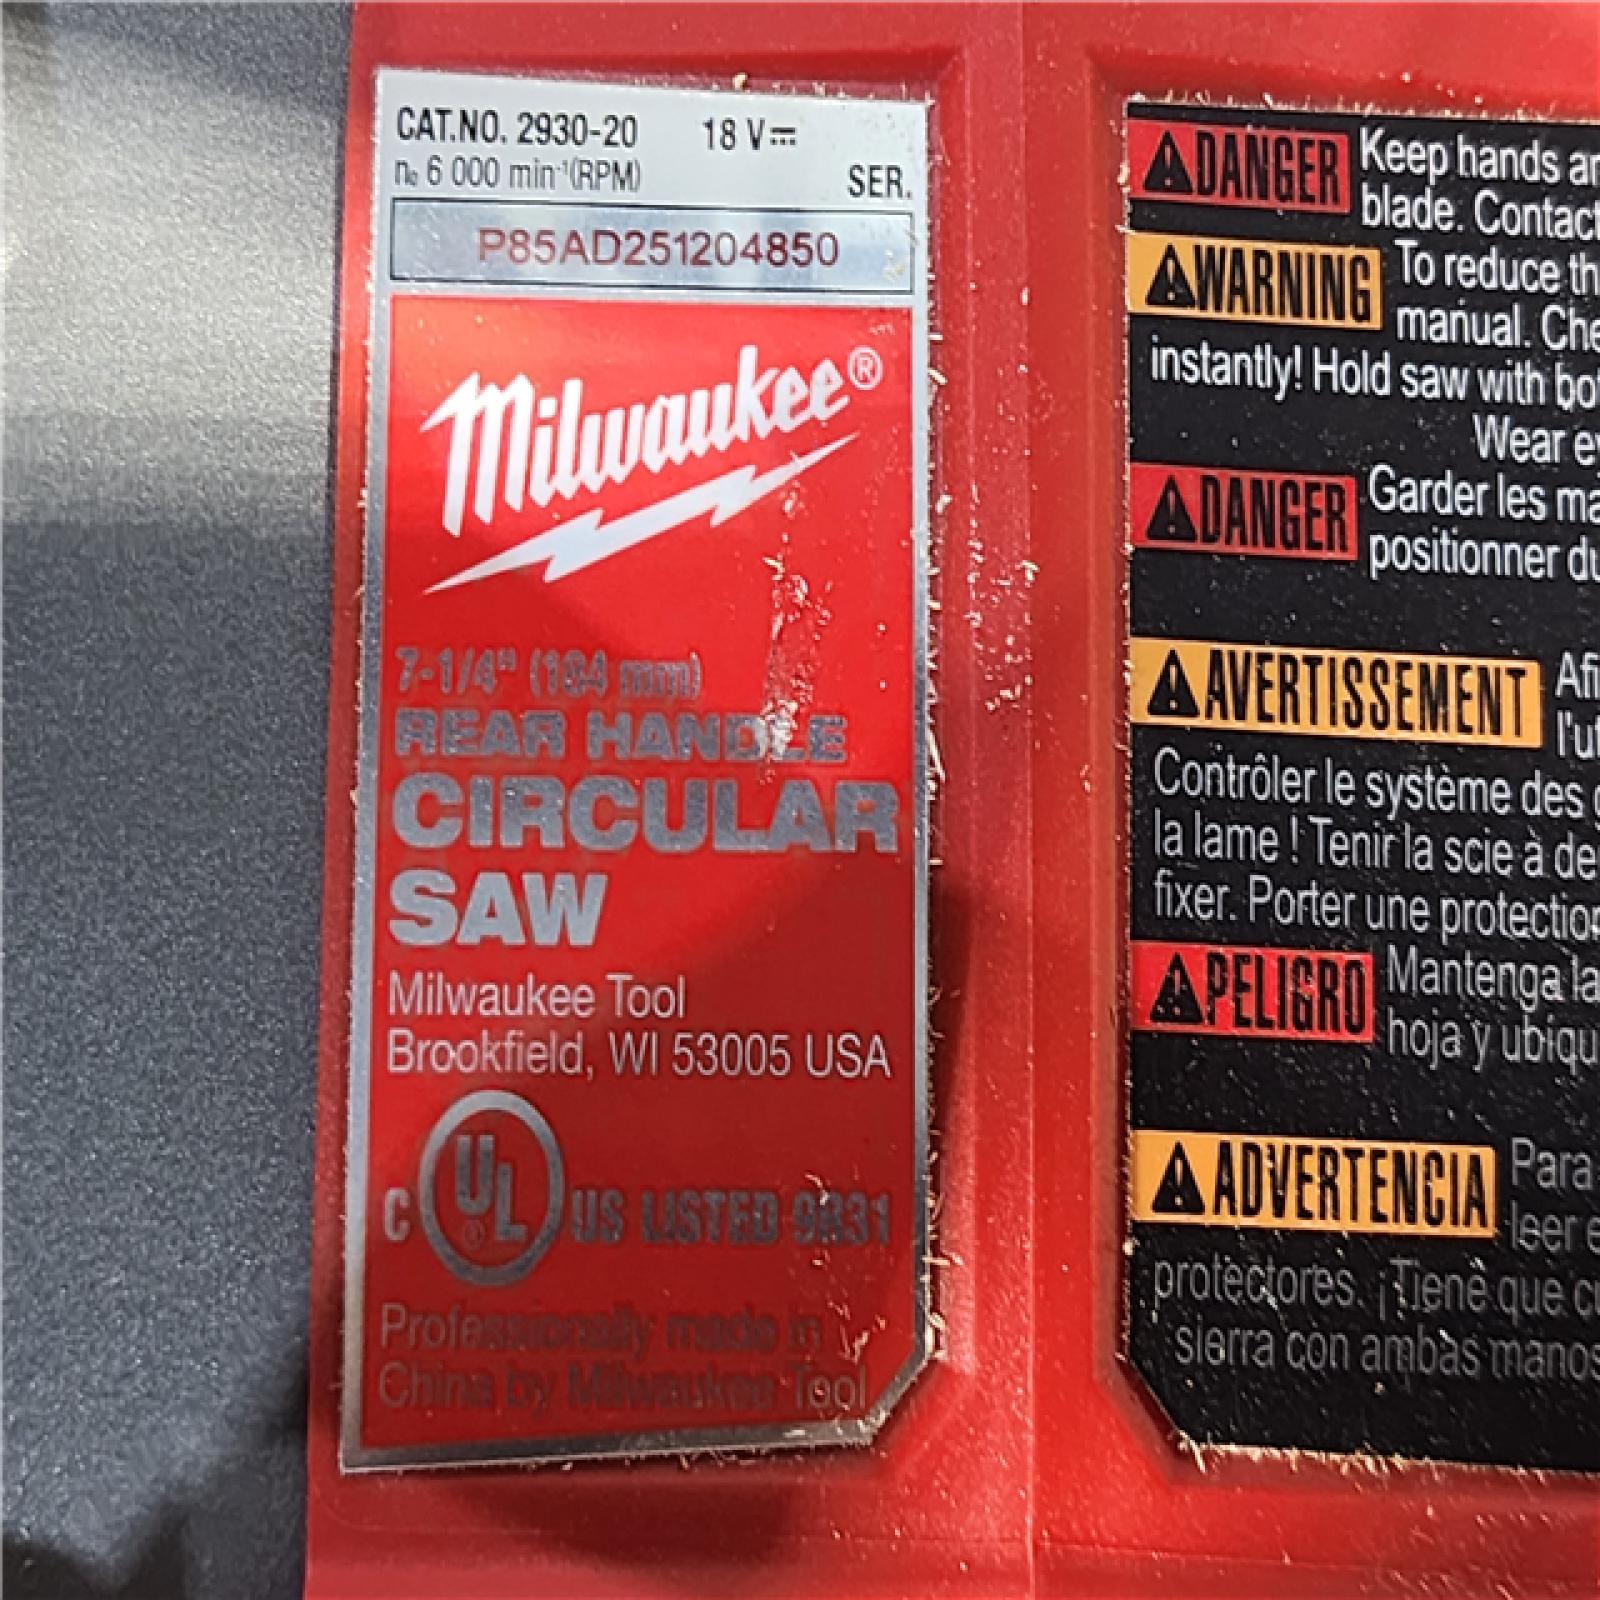 CAT.NO. 2930-20 18 V
n₀ 6 000 min⁻¹(RPM) SER.
P85AD251204850
Milwaukee®
7-1/4" (184 mm)
REAR HANDLE
CIRCULAR
SAW
Milwaukee Tool
Brookfield, WI 53005 USA
C UL® US LISTED 9R31
Professionally made in
China by Milwaukee Tool
DANGER Keep hands
blade. Contact
WARNING To reduce
manual.
instantly! Hold saw with
Wear
DANGER Garder les
positionner
AVERTISSEMENT
Contrôler le système des
la lame ! Tenir la scie à
fixer. Porter une protection
PELIGRO Mantenga la
hoja y
ADVERTENCIA Para
leer
protectores. ¡Tiene que
sierra con ambas manos